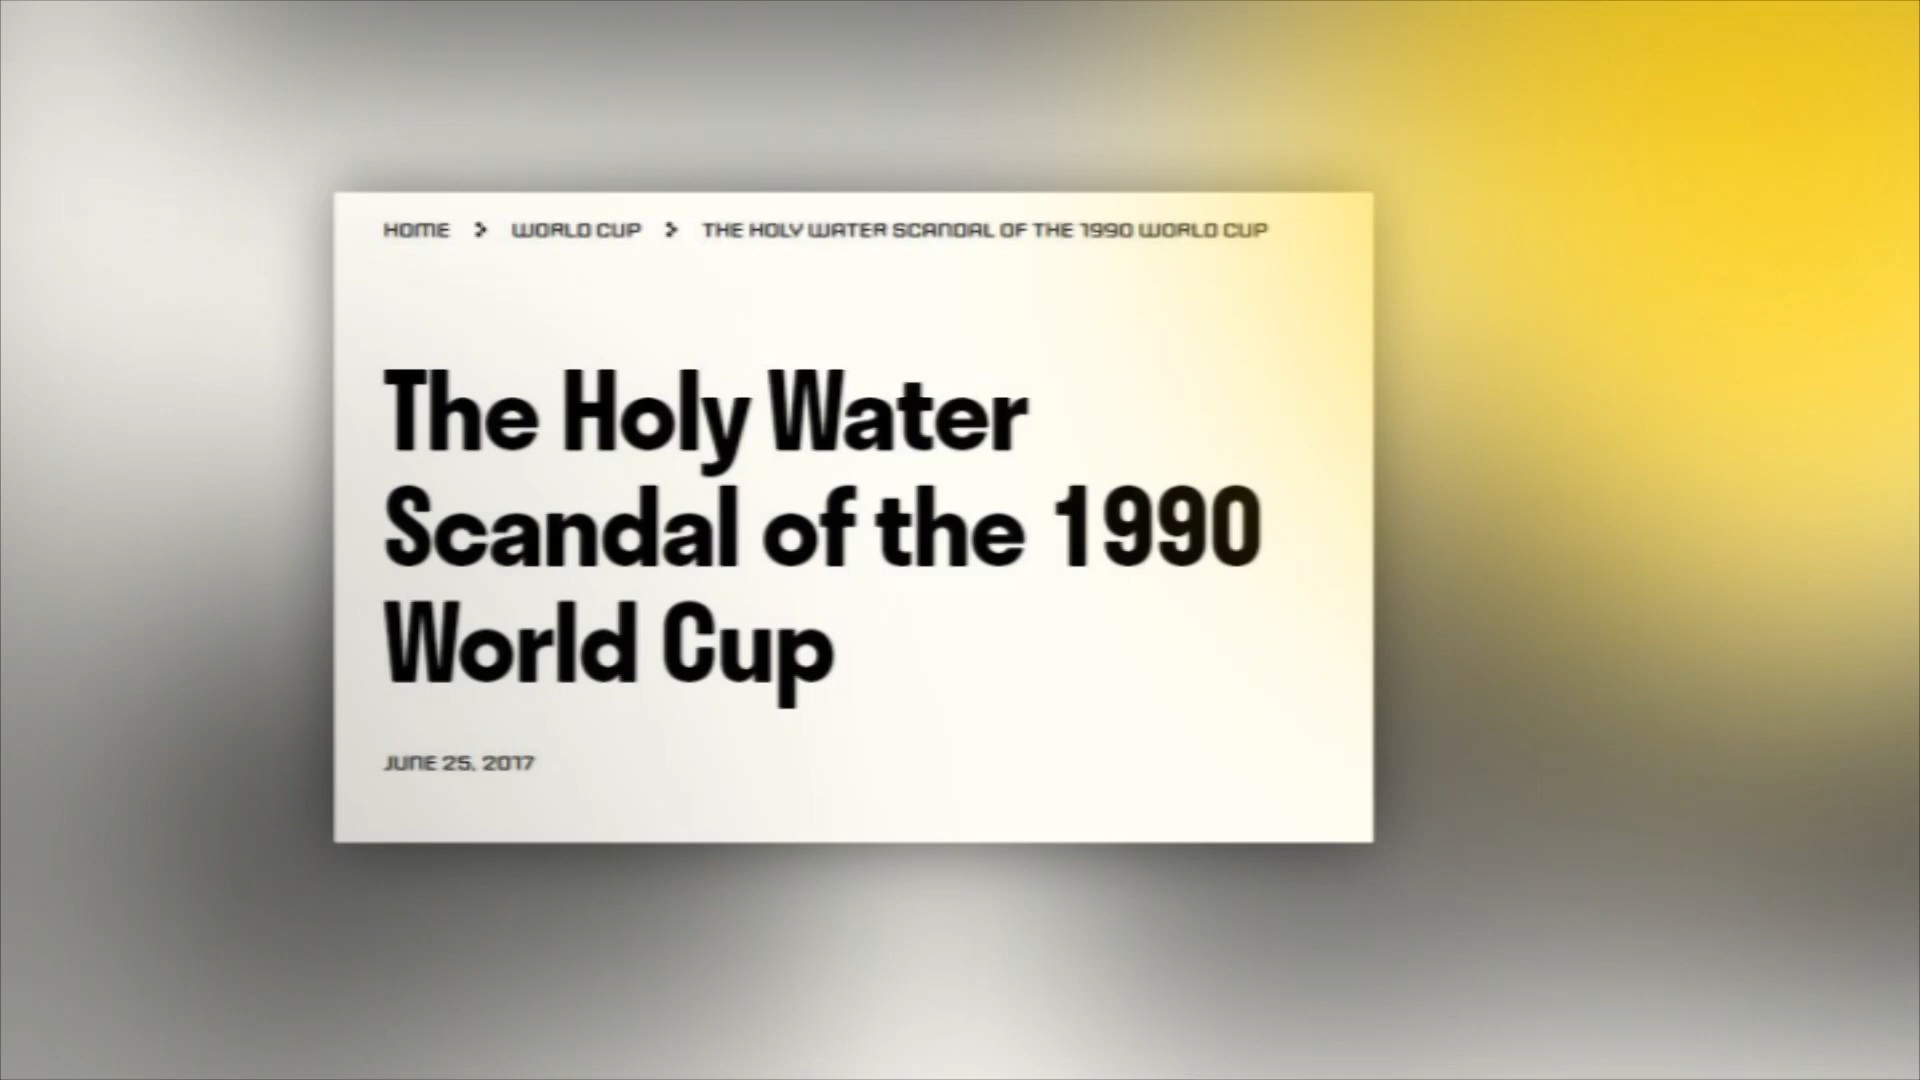 HOME > WORLD CUP > THE HOLY WATER SCANDAL OF THE 1990 WORLD CUP
The Holy Water
Scandal of the 1990
World Cup
JUNE 25, 2017